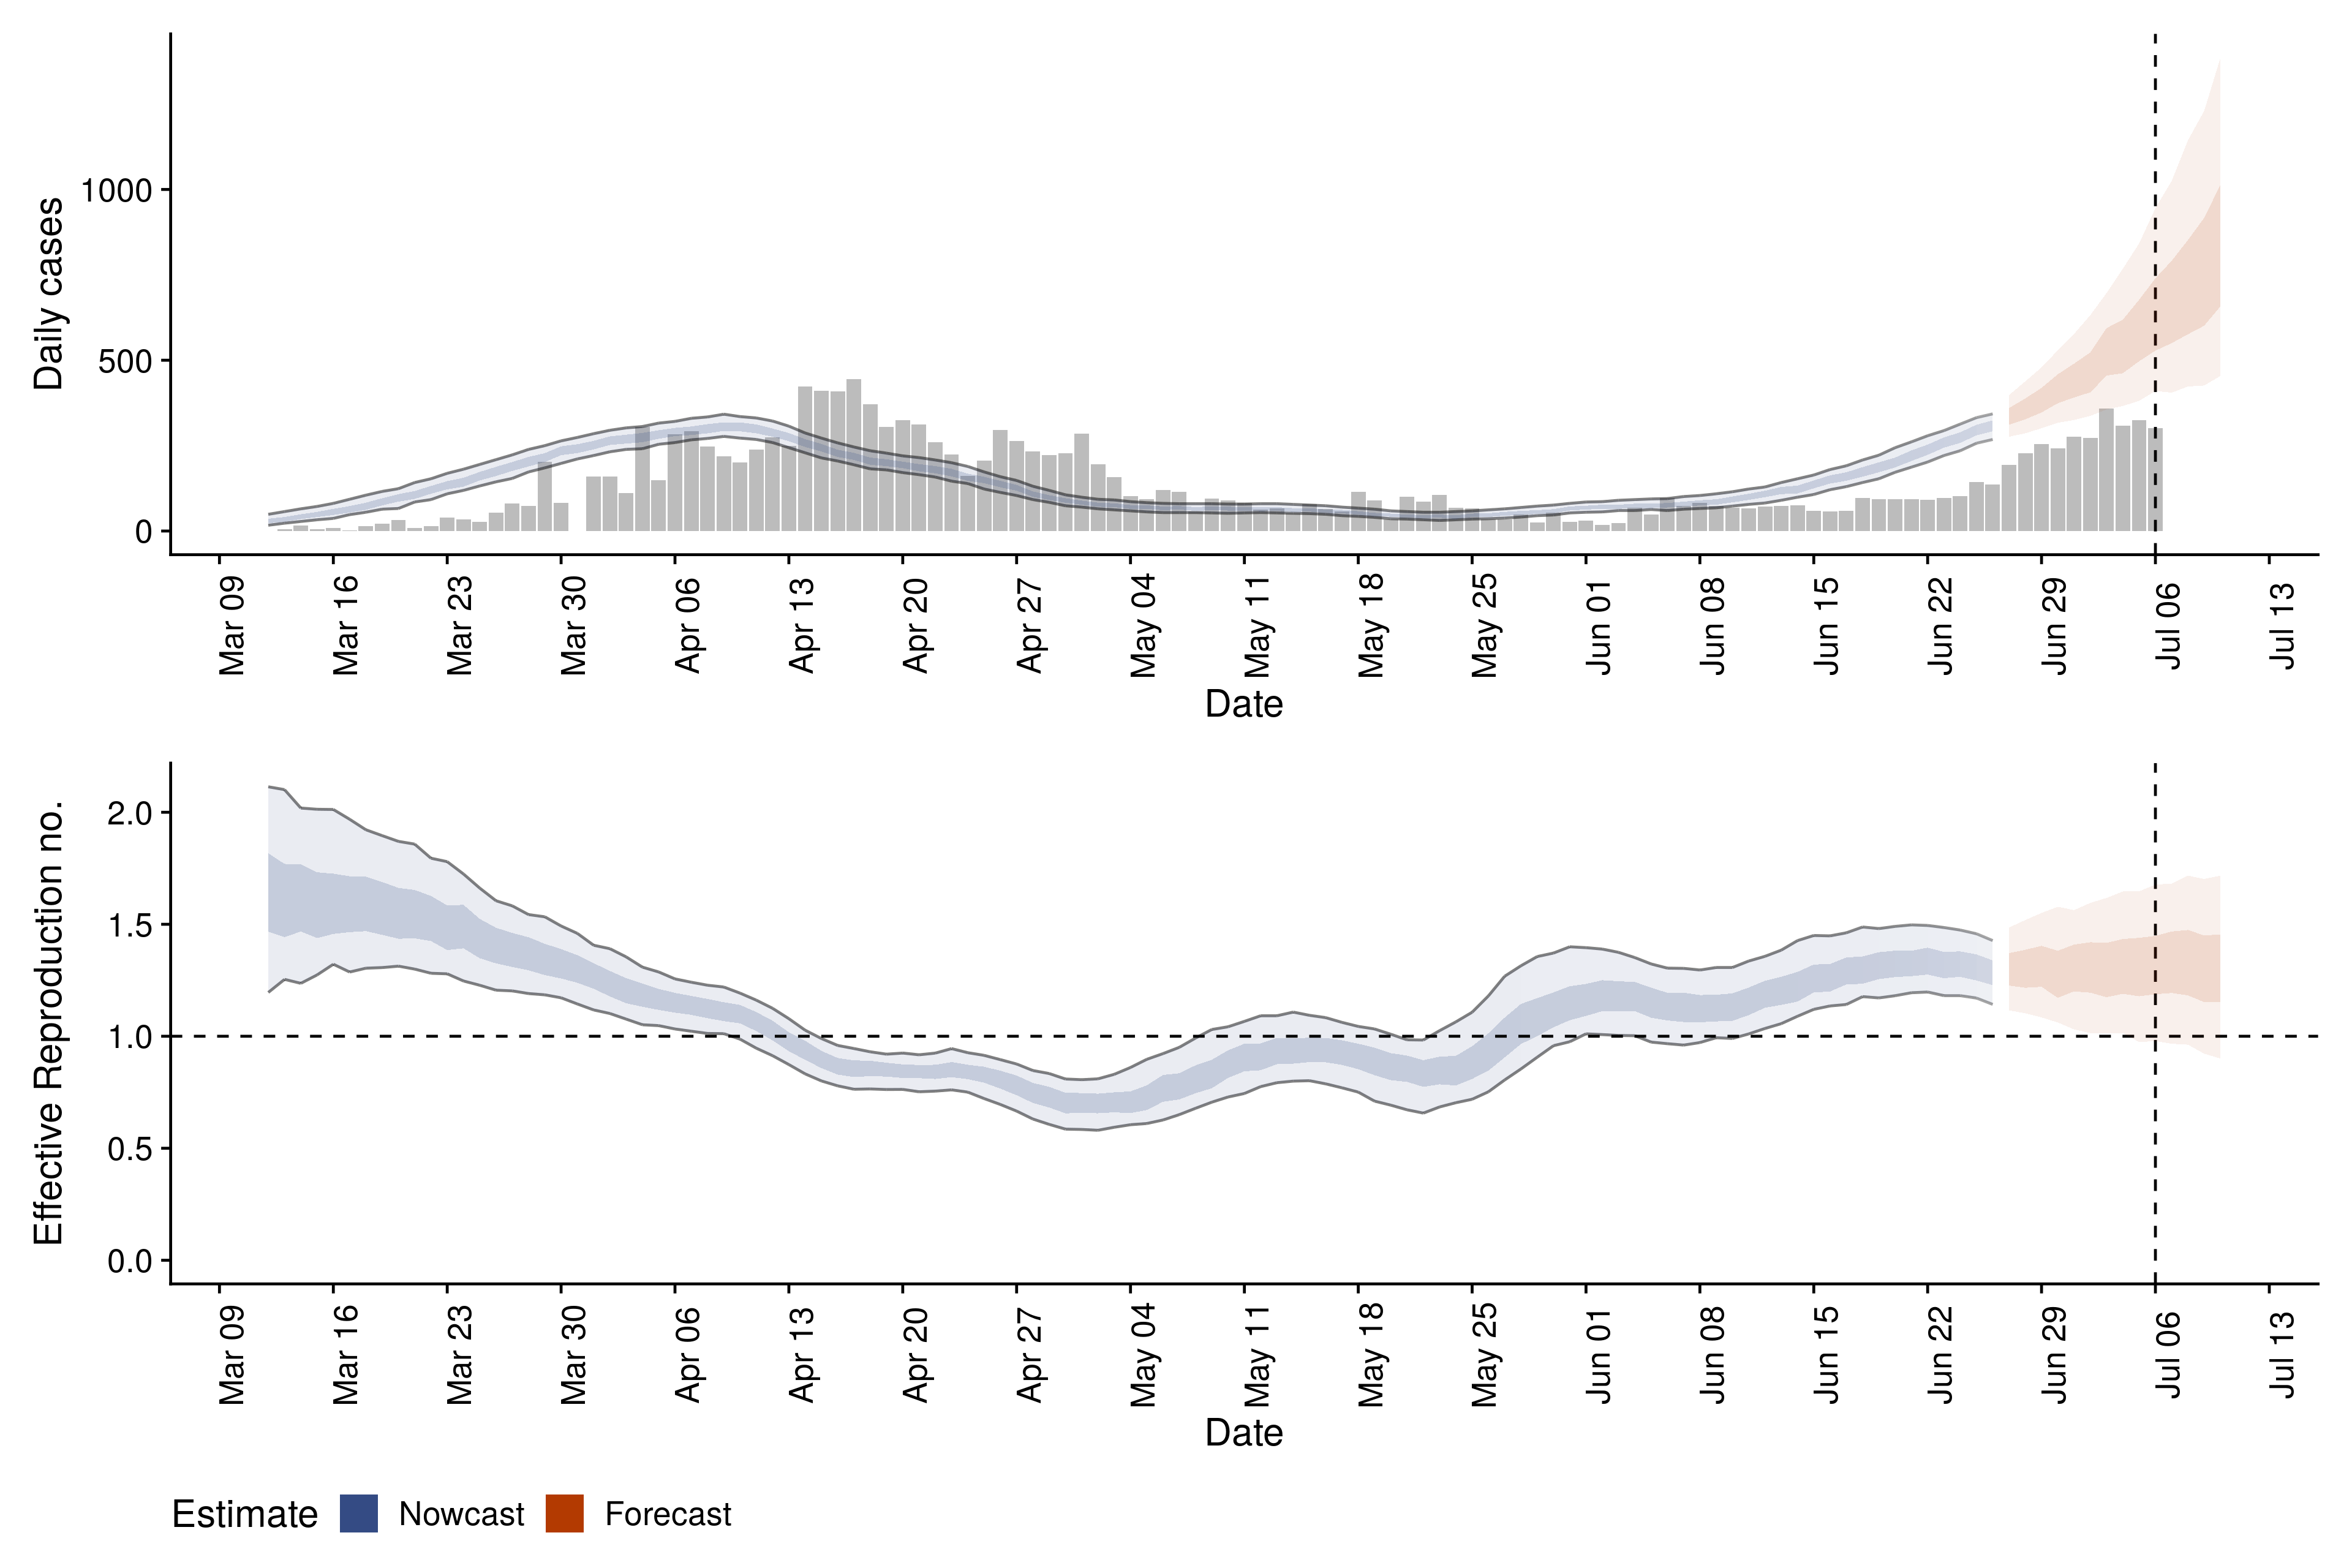 Daily cases
1000
500
0
Mar 09 Mar 16 Mar 23 Mar 30 Apr 06 Apr 13 Apr 20 Apr 27 May 04 May 11 May 18 May 25 Jun 01 Jun 08 Jun 15 Jun 22 Jun 29 Jul 06 Jul 13
Date
Effective Reproduction no.
2.0
1.5
1.0
0.5
0.0
Mar 09 Mar 16 Mar 23 Mar 30 Apr 06 Apr 13 Apr 20 Apr 27 May 04 May 11 May 18 May 25 Jun 01 Jun 08 Jun 15 Jun 22 Jun 29 Jul 06 Jul 13
Date
Estimate Nowcast Forecast